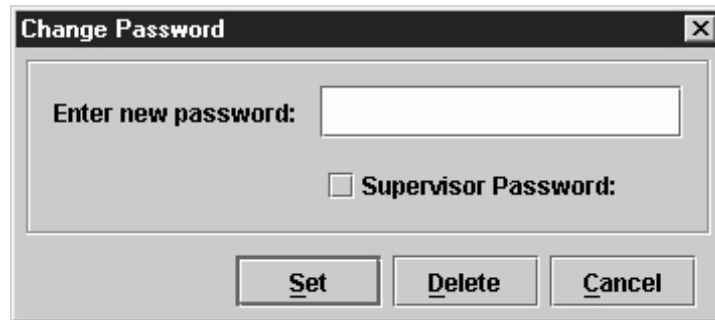 Change Password
Enter new password:
Supervisor Password:
Set Delete Cancel